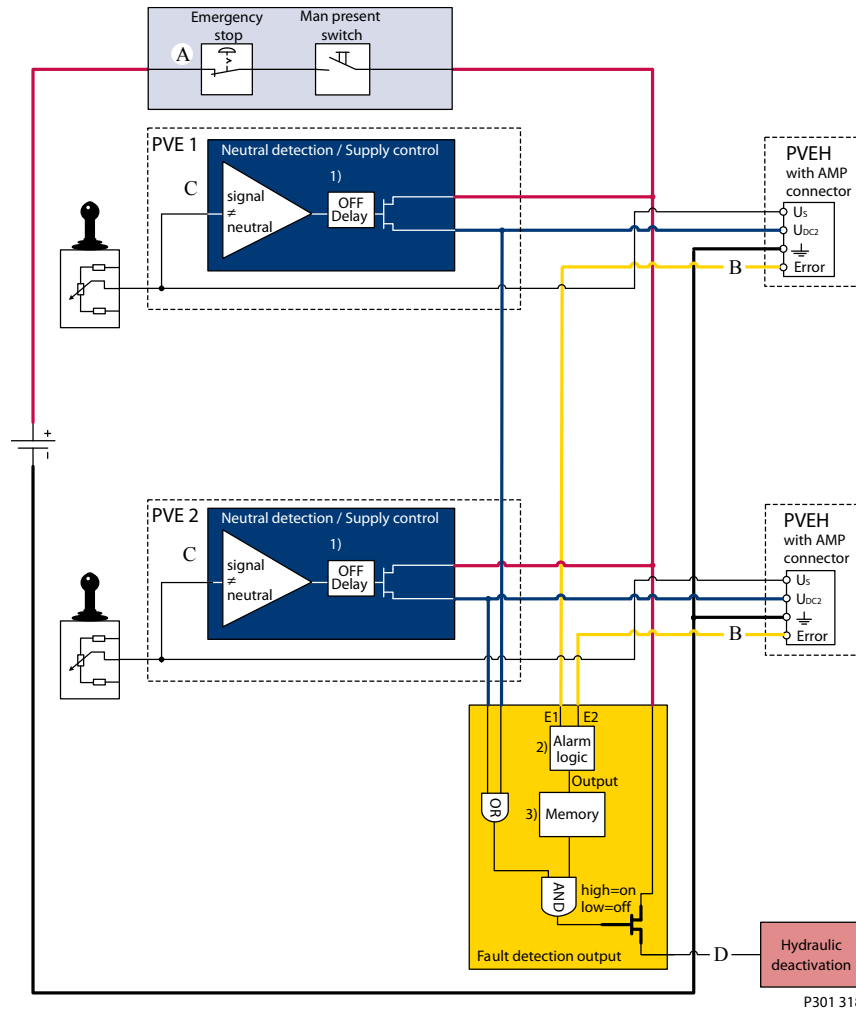 Emergency
stop
Man present
switch
A
PVE 1
Neutral detection / Supply control
C
signal
≠
neutral
1)
OFF
Delay
PVEH
with AMP
connector
US
UDC2
Error
B
+
−
PVE 2
Neutral detection / Supply control
C
signal
≠
neutral
1)
OFF
Delay
PVEH
with AMP
connector
US
UDC2
Error
B
E1
E2
2)
Alarm
logic
Output
3)
Memory
OR
AND
high=on
low=off
Fault detection output
D
Hydraulic
deactivation
P301 318